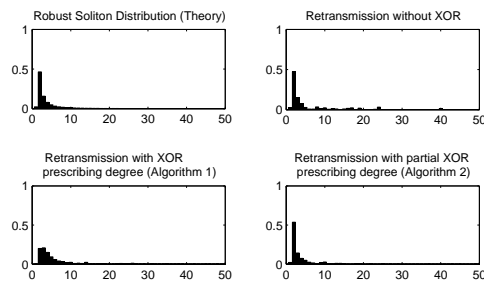 Robust Soliton Distribution (Theory)
1
0.5
0
0 10 20 30 40 50
Retransmission without XOR
1
0.5
0
0 10 20 30 40 50
Retransmission with XOR
prescribing degree (Algorithm 1)
1
0.5
0
0 10 20 30 40 50
Retransmission with partial XOR
prescribing degree (Algorithm 2)
1
0.5
0
0 10 20 30 40 50